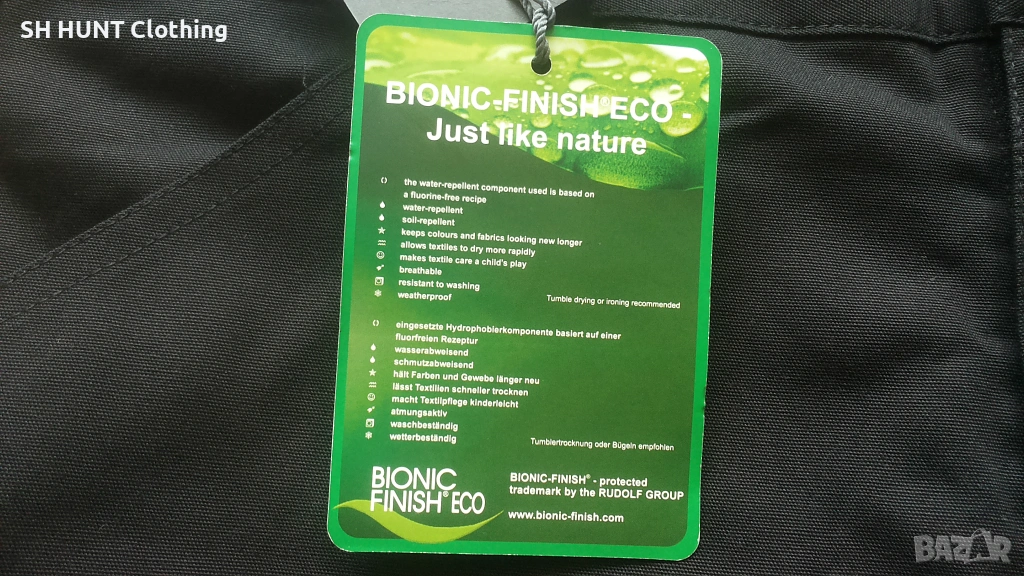 SH HUNT Clothing
BIONIC-FINISH®ECO -
Just like nature
the water-repellent component used is based on
a fluorine-free recipe
water-repellent
soil-repellent
keeps colours and fabrics looking new longer
allows textiles to dry more rapidly
makes textile care a child's play
breathable
resistant to washing
weatherproof
Tumble drying or ironing recommended
eingesetzte Hydrophobierkomponente basiert auf einer
fluorfreien Rezeptur
wasserabweisend
schmutzabweisend
hält Farben und Gewebe länger neu
lässt Textilien schneller trocknen
macht Textilpflege kinderleicht
atmungsaktiv
waschbeständig
wetterbeständig
Tumblertrocknung oder Bügeln empfohlen
BIONIC
FINISH®ECO
BIONIC-FINISH® - protected
trademark by the RUDOLF GROUP
www.bionic-finish.com
BAZAR